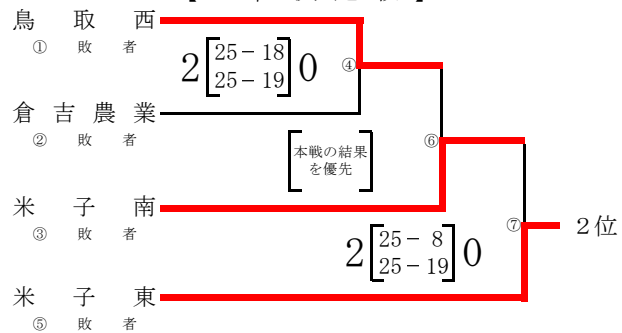 鳥取西
① 敗者
2 25－18 0
25－19
④
倉吉農業
② 敗者
本戦の結果
を優先
⑥
米子南
③ 敗者
⑦ 2位
2 25－ 8 0
25－19
米子東
⑤ 敗者